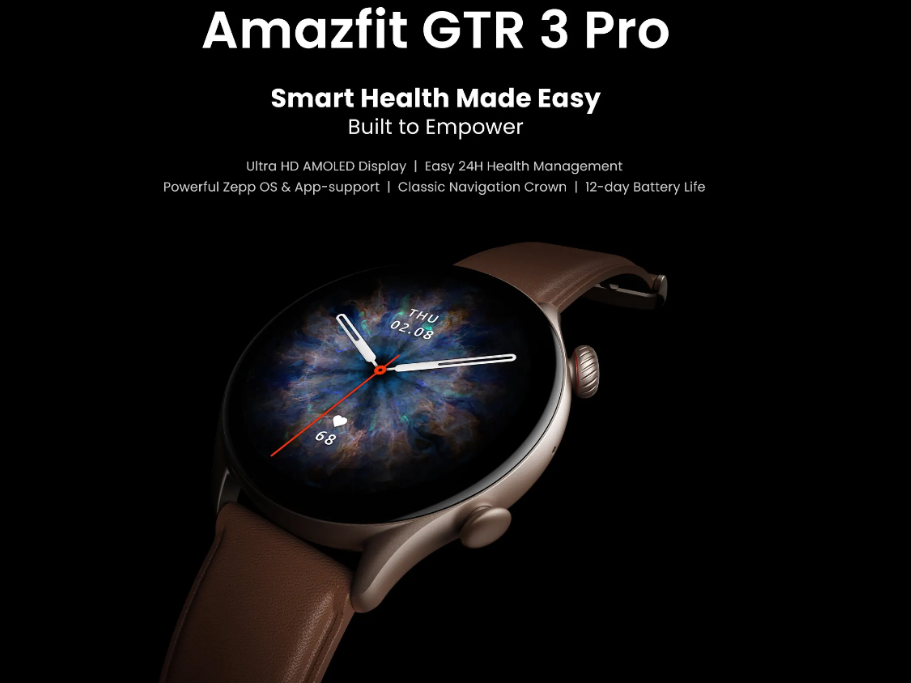 Amazfit GTR 3 Pro
Smart Health Made Easy
Built to Empower
Ultra HD AMOLED Display | Easy 24H Health Management
Powerful Zepp OS & App-support | Classic Navigation Crown | 12-day Battery Life
THU
02.08
68